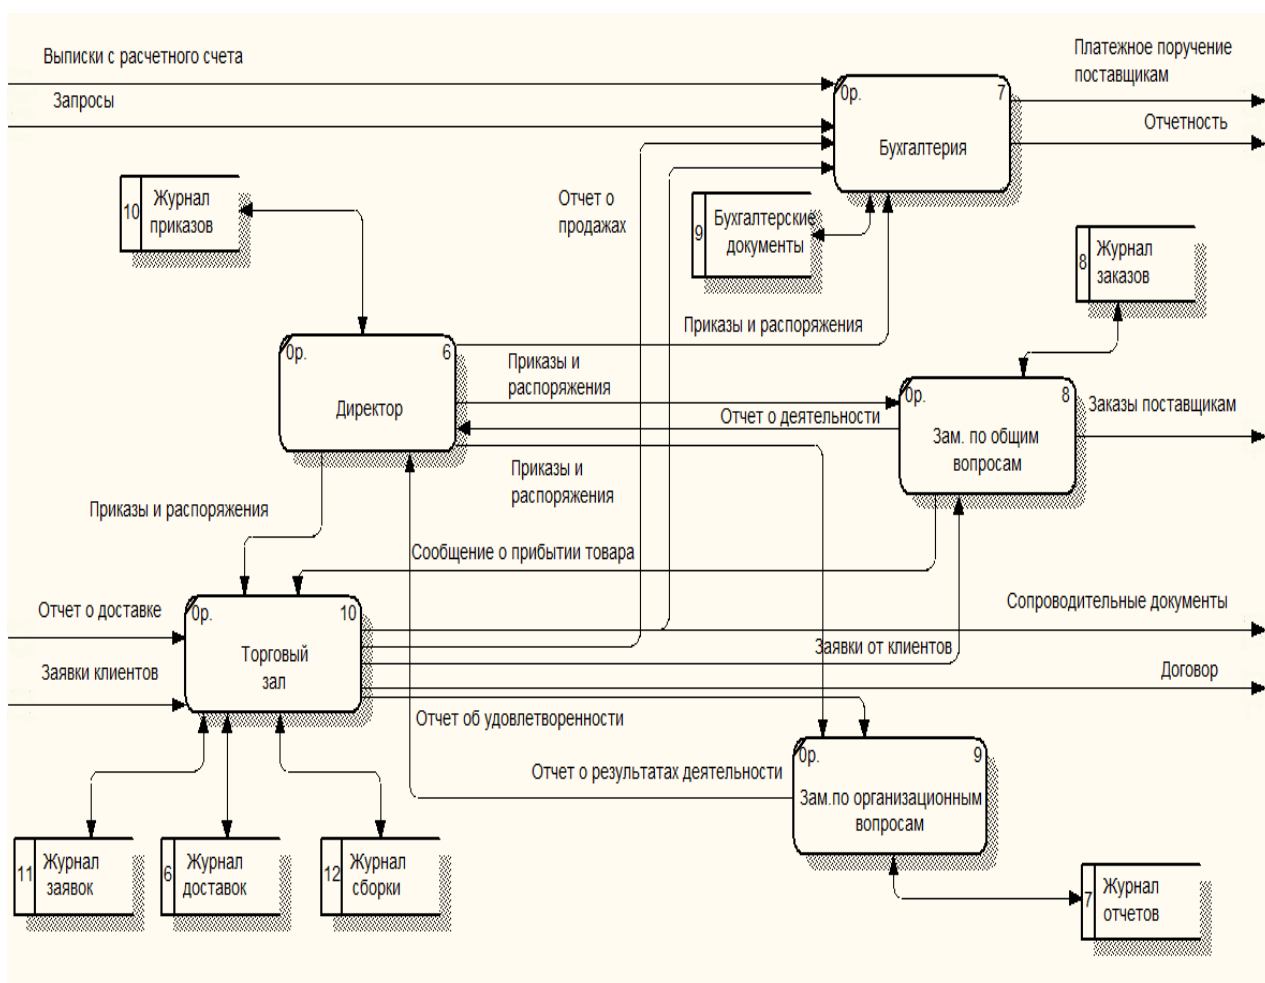 Выписки с расчетного счета
Запросы
Платежное поручение
поставщикам
Отчетность
0р.
7
Бухгалтерия
10
Журнал
приказов
Отчет о
продажах
9
Бухгалтерские
документы
8
Журнал
заказов
Приказы и распоряжения
0р.
6
Директор
Приказы и
распоряжения
Отчет о деятельности
0р.
8
Зам. по общим
вопросам
Заказы поставщикам
Приказы и
распоряжения
Приказы и распоряжения
Сообщение о прибытии товара
Отчет о доставке
Заявки клиентов
0р.
10
Торговый
зал
Сопроводительные документы
Заявки от клиентов
Договор
Отчет об удовлетворенности
Отчет о результатах деятельности
0р.
9
Зам.по организационным
вопросам
11
Журнал
заявок
6
Журнал
доставок
12
Журнал
сборки
7
Журнал
отчетов